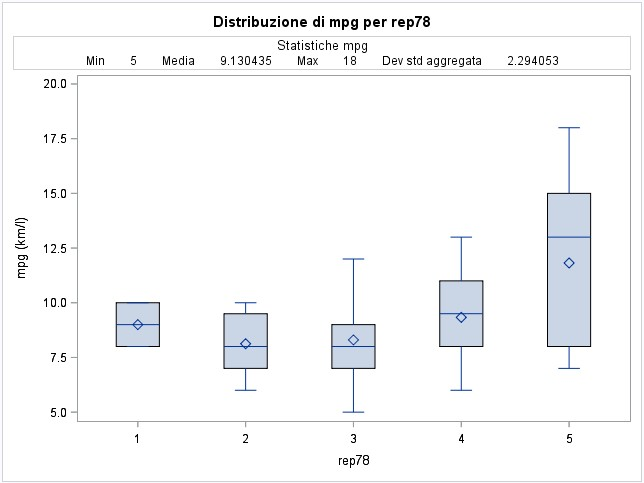 Distribuzione di mpg per rep78
Statistiche mpg
Min 5 Media 9.130435 Max 18 Dev std aggregata 2.294053
20.0
17.5
15.0
12.5
10.0
7.5
5.0
mpg (km/l)
1 2 3 4 5
rep78